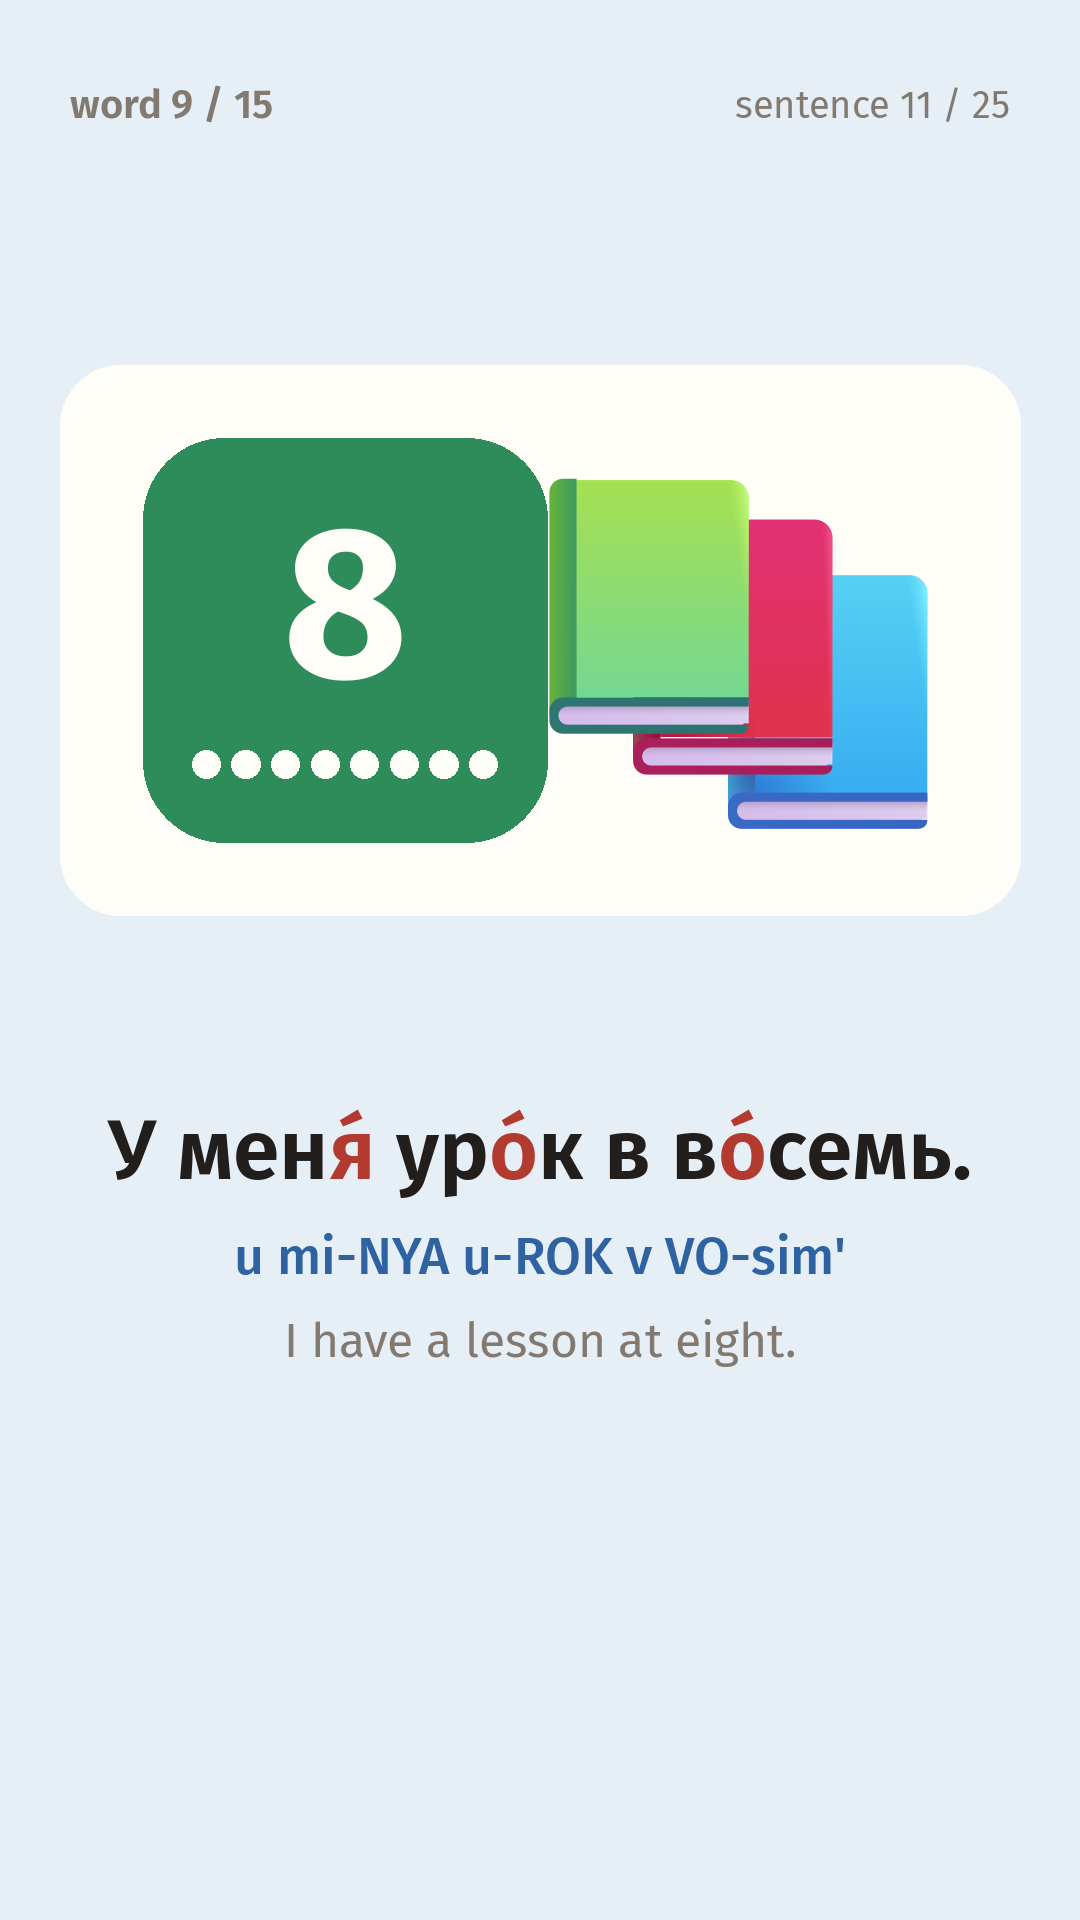 word 9 / 15
sentence 11 / 25
8
У меня́ уро́к в во́семь.
u mi-NYA u-ROK v VO-sim'
I have a lesson at eight.